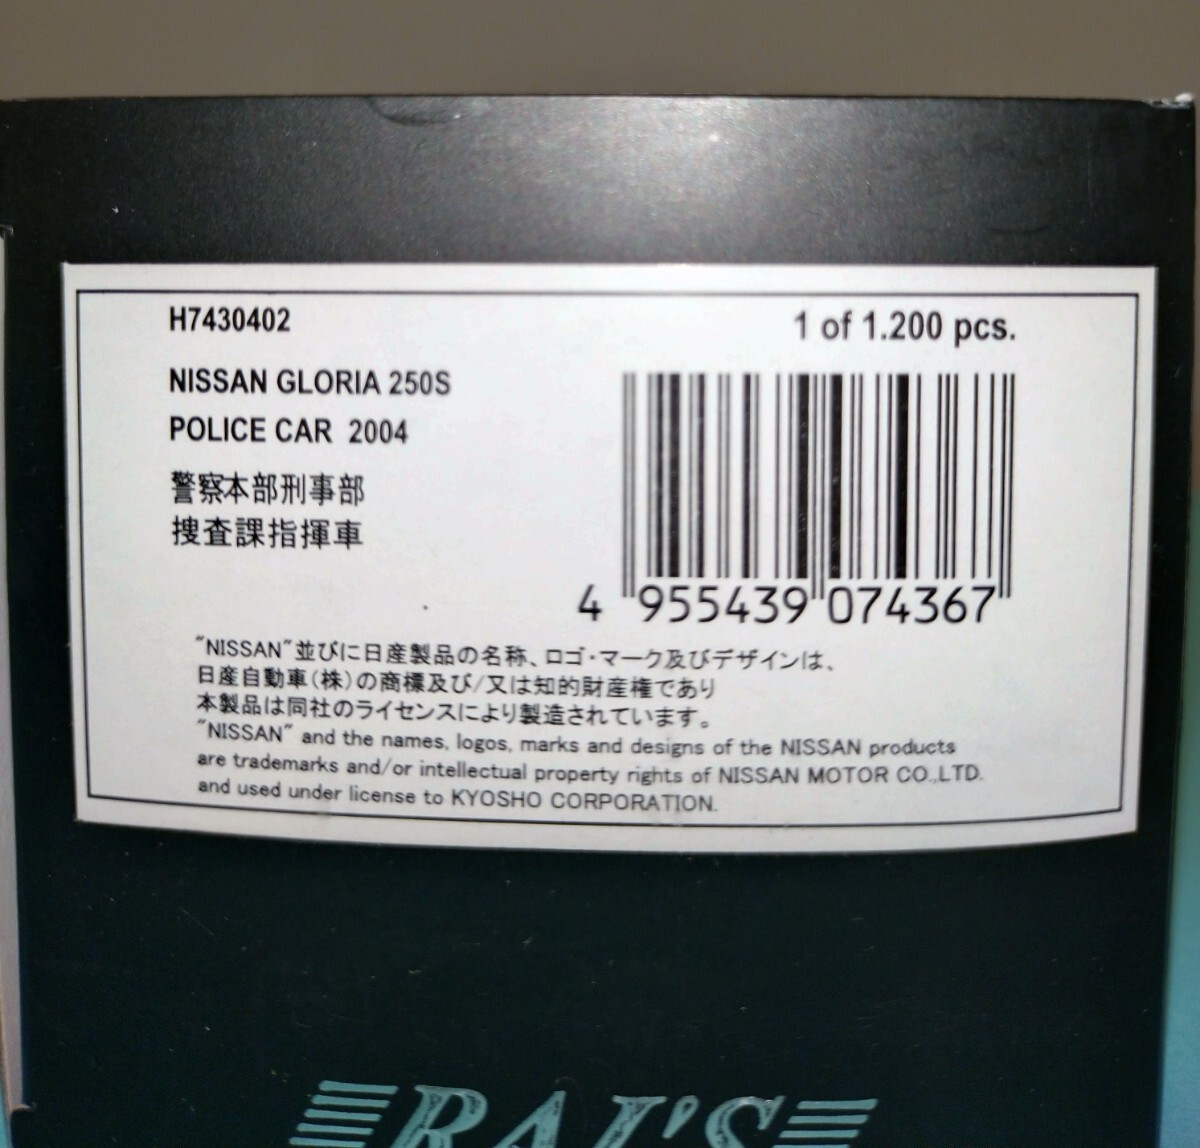 H7430402
1 of 1.200 pcs.
NISSAN GLORIA 250S
POLICE CAR 2004
警察本部刑事部
捜査課指揮車
4 955439 074367
"NISSAN"並びに日産製品の名称、ロゴ・マーク及びデザインは、
日産自動車(株)の商標及び/又は知的財産権であり
本製品は同社のライセンスにより製造されています。
"NISSAN" and the names, logos, marks and designs of the NISSAN products
are trademarks and/or intellectual property rights of NISSAN MOTOR CO.,LTD.
and used under license to KYOSHO CORPORATION.
RAI'S